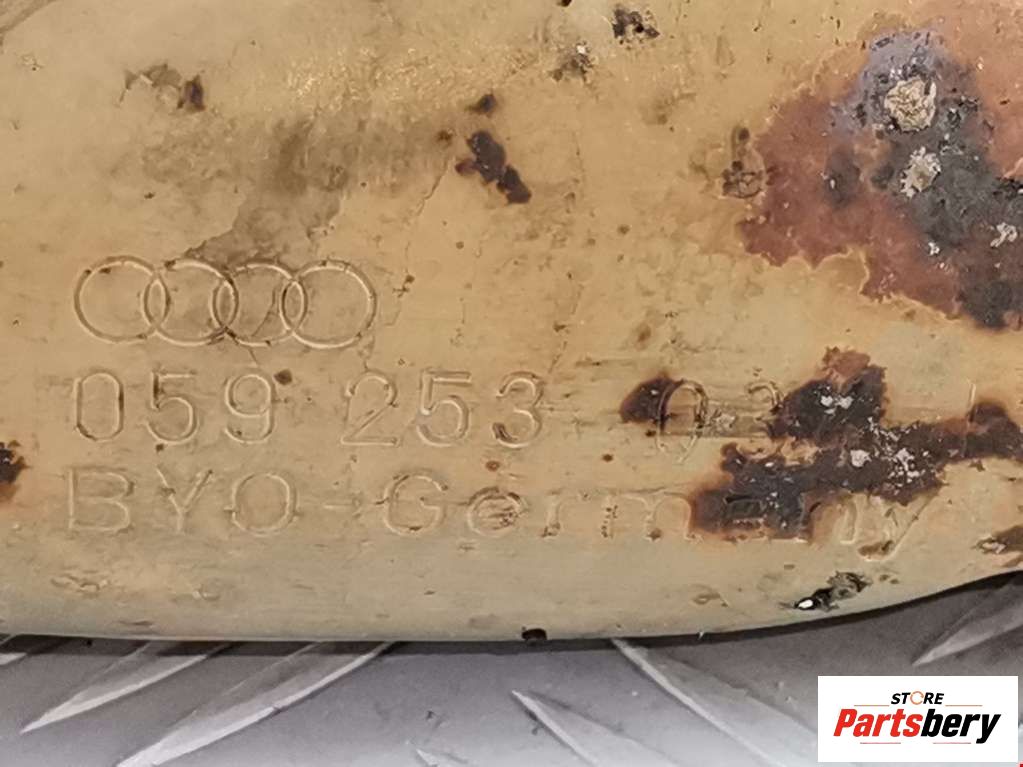 059 253
BYO-Germany
STORE
Partsbery